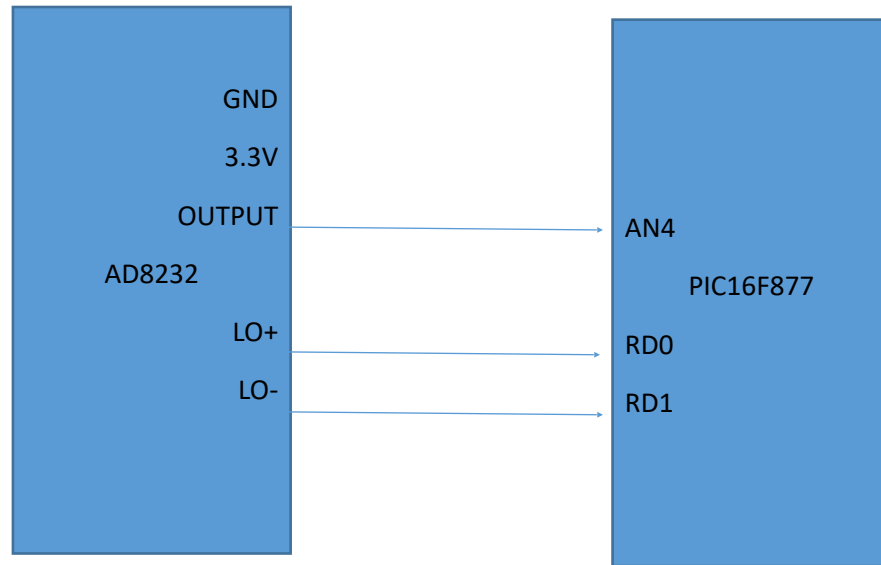 GND
3.3V
OUTPUT
AD8232
LO+
LO-
AN4
PIC16F877
RD0
RD1